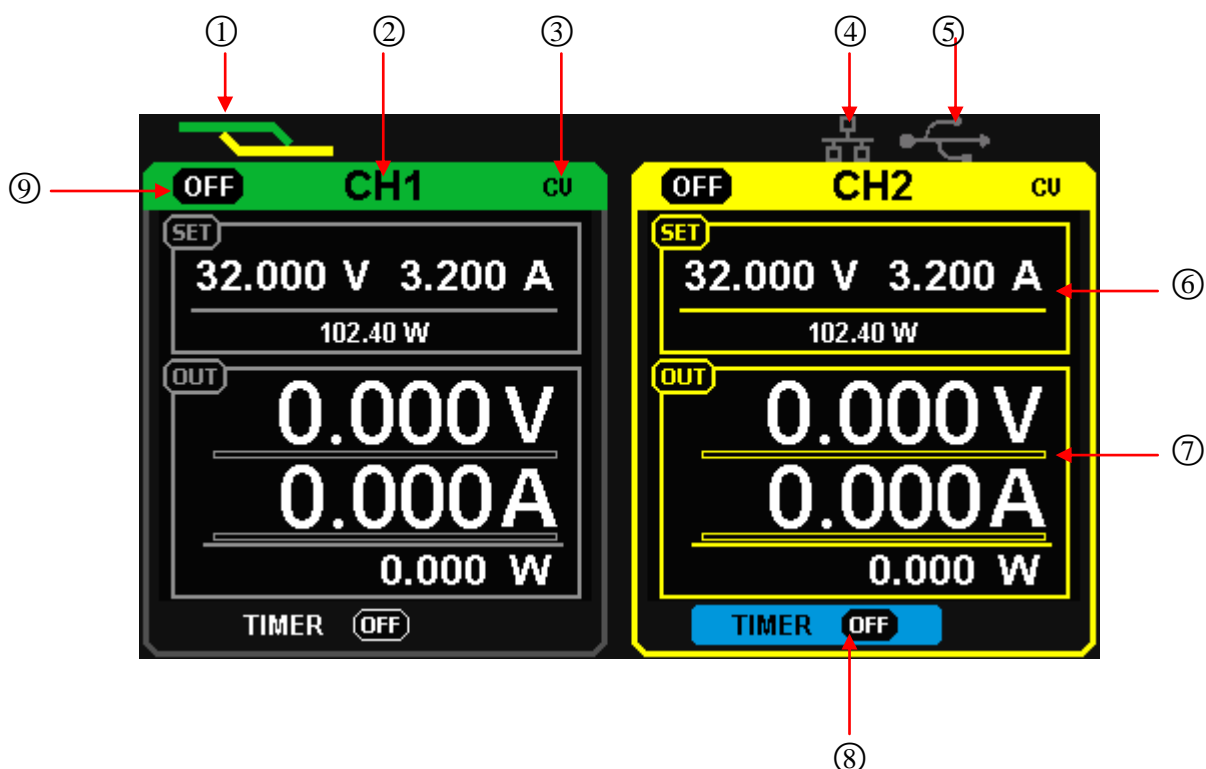 ① ② ③ ④ ⑤
⑨ OFF CH1 CV OFF CH2 CV
SET SET
32.000 V 3.200 A 32.000 V 3.200 A ⑥
102.40 W 102.40 W
OUT OUT
0.000 V 0.000 V
⑦
0.000 A 0.000 A
0.000 W 0.000 W
TIMER OFF TIMER OFF
⑧